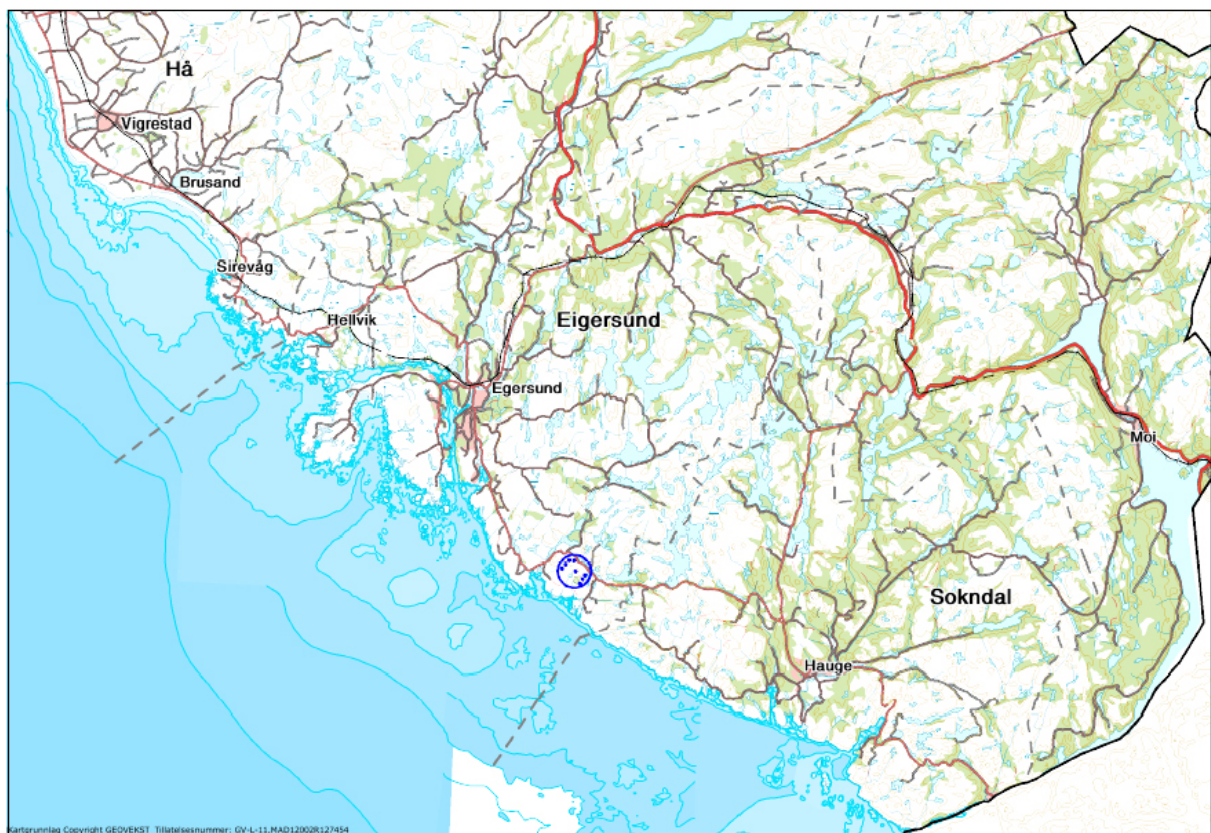 Hå
Vigrestad
Brusand
Sirevåg
Hellvik
Eigersund
Egersund
Moi
Sokndal
Hauge
Kartgrunnlag Copyright GEOVEKST Tillatelsesnummer: GV-L-11.MAD12002R127454